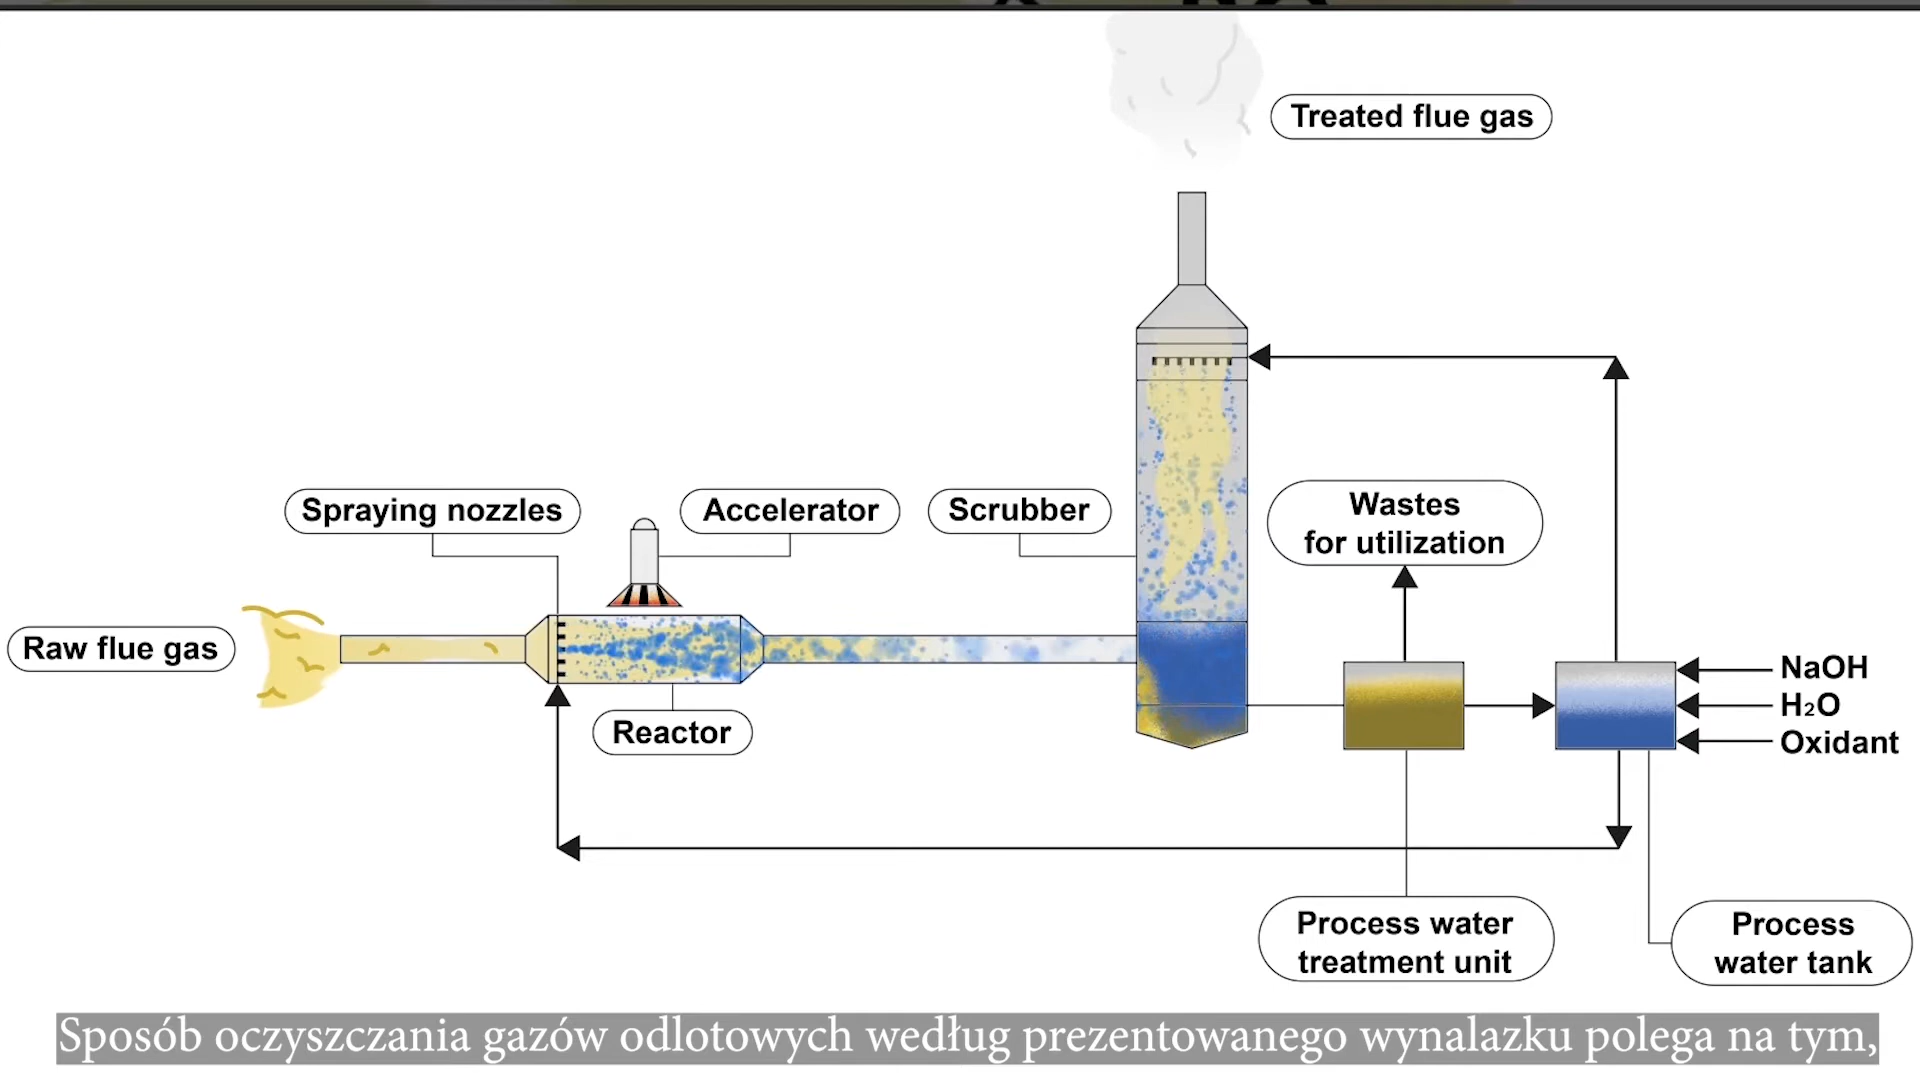 Treated flue gas
Spraying nozzles
Accelerator
Scrubber
Wastes
for utilization
Raw flue gas
Reactor
NaOH
H₂O
Oxidant
Process water
treatment unit
Process
water tank
Sposób oczyszczania gazów odlotowych według prezentowanego wynalazku polega na tym,